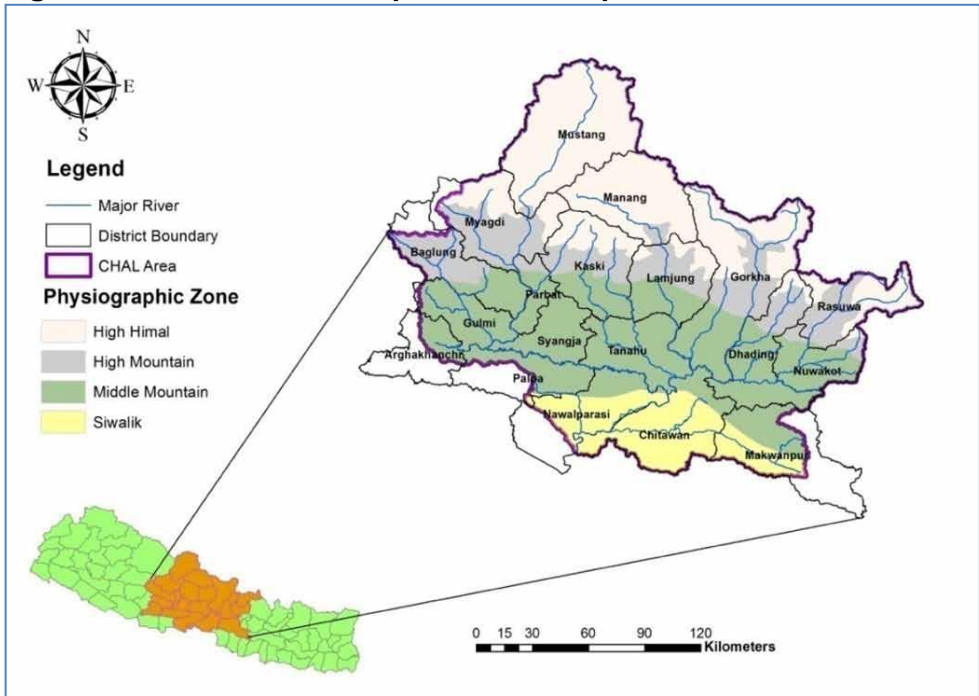 N
W
E
S
Legend
Major River
District Boundary
CHAL Area
Physiographic Zone
High Himal
High Mountain
Middle Mountain
Siwalik
Mustang
Manang
Myagdi
Baglung
Kaski
Lamjung
Gorkha
Rasuwa
Parbat
Gulmi
Syangja
Tanahu
Dhading
Nuwakot
Arghakhanchi
Palpa
Nawalparasi
Chitawan
Makwanpur
0 15 30 60 90 120
Kilometers